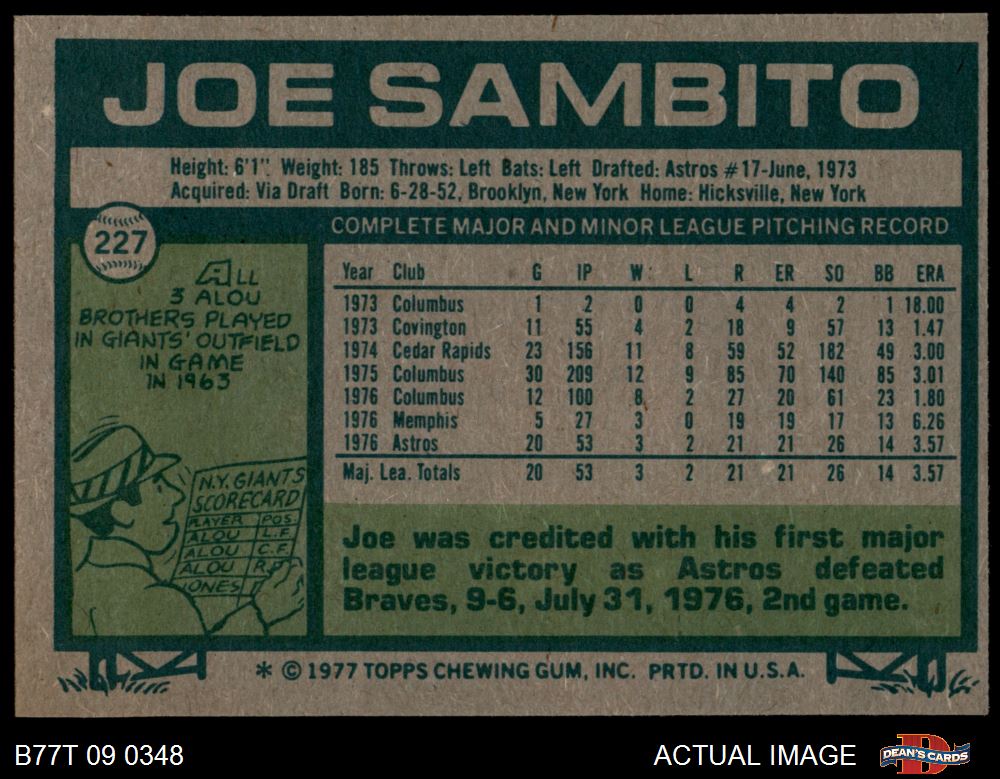 JOE SAMBITO
Height: 6'1". Weight: 185 Throws: Left Bats: Left Drafted: Astros #17-June, 1973
Acquired: Via Draft Born: 6-28-52, Brooklyn, New York Home: Hicksville, New York
227
COMPLETE MAJOR AND MINOR LEAGUE PITCHING RECORD
ALL
3 ALOU
BROTHERS PLAYED
IN GIANTS' OUTFIELD
IN GAME
IN 1963
N.Y. GIANTS
SCORECARD
PLAYER POS
ALOU L.F.
ALOU C.F.
ALOU R.F
JONES
Year Club G IP W L R ER SO BB ERA
1973 Columbus 1 2 0 0 4 4 2 1 18.00
1973 Covington 11 55 4 2 18 9 57 13 1.47
1974 Cedar Rapids 23 156 11 8 59 52 182 49 3.00
1975 Columbus 30 209 12 9 85 70 140 85 3.01
1976 Columbus 12 100 8 2 27 20 61 23 1.80
1976 Memphis 5 27 3 0 19 19 17 13 6.26
1976 Astros 20 53 3 2 21 21 26 14 3.57
Maj. Lea. Totals 20 53 3 2 21 21 26 14 3.57
Joe was credited with his first major
league victory as Astros defeated
Braves, 9-6, July 31, 1976, 2nd game.
* © 1977 TOPPS CHEWING GUM, INC. PRTD. IN U.S.A.
B77T 09 0348
ACTUAL IMAGE
DEAN'S CARDS